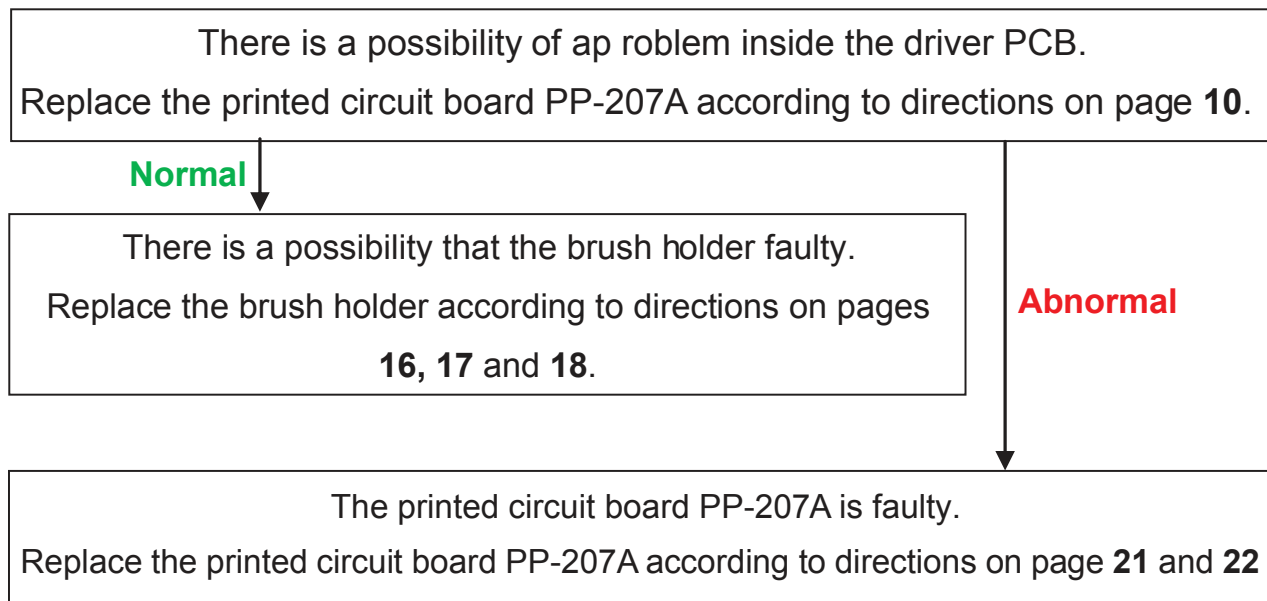 There is a possibility of ap roblem inside the driver PCB.
Replace the printed circuit board PP-207A according to directions on page 10.
Normal
There is a possibility that the brush holder faulty.
Replace the brush holder according to directions on pages
16, 17 and 18.
Abnormal
The printed circuit board PP-207A is faulty.
Replace the printed circuit board PP-207A according to directions on page 21 and 22